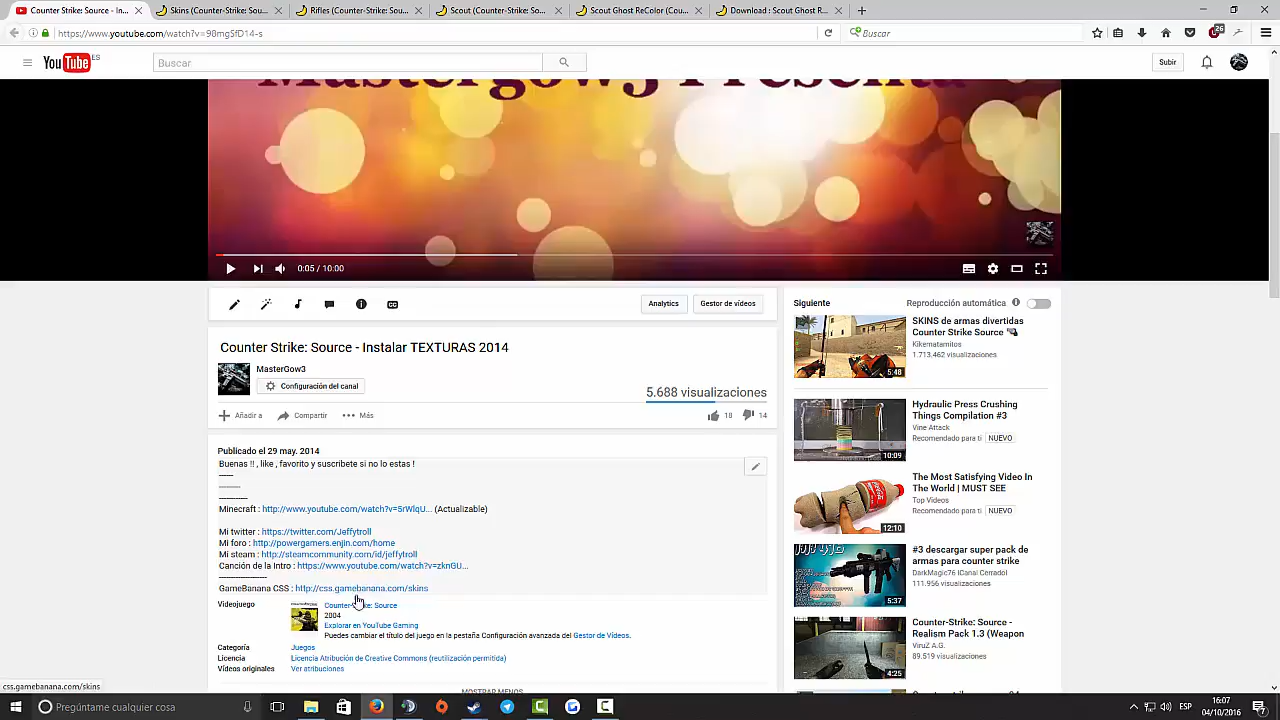 Counter Strike: Source - In...
Skins (Counter-Strike: Sou...
Rifles (Counter-Strike: Sou...
Scout (Counter-Strike: Sou...
Scout Ghost ReColor (Cou...
Download : Scout Ghost R...
https://www.youtube.com/watch?v=98mg5fD14-s
Buscar
26
YouTube ES
Buscar
Subir
Mastergow3 Presenta
0:05 / 10:00
CC
Analytics
Gestor de vídeos
Siguiente
Reproducción automática
Counter Strike: Source - Instalar TEXTURAS 2014
MasterGow3
Configuración del canal
5.688 visualizaciones
Añadir a
Compartir
Más
18
14
Publicado el 29 may. 2014
Buenas !! , like , favorito y suscribete si no lo estas !
-----
--------
-----------
Minecraft : http://www.youtube.com/watch?v=5rWlqU... (Actualizable)
Mi twitter : https://twitter.com/Jeffytroll
Mi foro : http://powergamers.enjin.com/home
Mi steam : http://steamcommunity.com/id/jeffytroll
Canción de la Intro : https://www.youtube.com/watch?v=zknGU...
------------------
GameBanana CSS : http://css.gamebanana.com/skins
Videojuego
Counter-Strike: Source
2004
Explorar en YouTube Gaming
Puedes cambiar el título del juego en la pestaña Configuración avanzada del Gestor de Vídeos.
Categoría
Juegos
Licencia
Licencia Atribución de Creative Commons (reutilización permitida)
Vídeos originales
Ver atribuciones
MOSTRAR MENOS
SKINS de armas divertidas
Counter Strike Source
Kikematamitos
1.713.462 visualizaciones
5:48
Hydraulic Press Crushing
Things Compilation #3
Vine Attack
Recomendado para ti
NUEVO
10:09
The Most Satisfying Video In
The World | MUST SEE
Top Videos
Recomendado para ti
NUEVO
12:10
#3 descargar super pack de
armas para counter strike
DarkMagic76 (Canal Cerrado)
111.956 visualizaciones
5:37
Counter-Strike: Source -
Realism Pack 1.3 (Weapon
ViruZ A.G.
89.519 visualizaciones
4:25
css.gamebanana.com/skins
Pregúntame cualquier cosa
ESP
16:07
04/10/2016